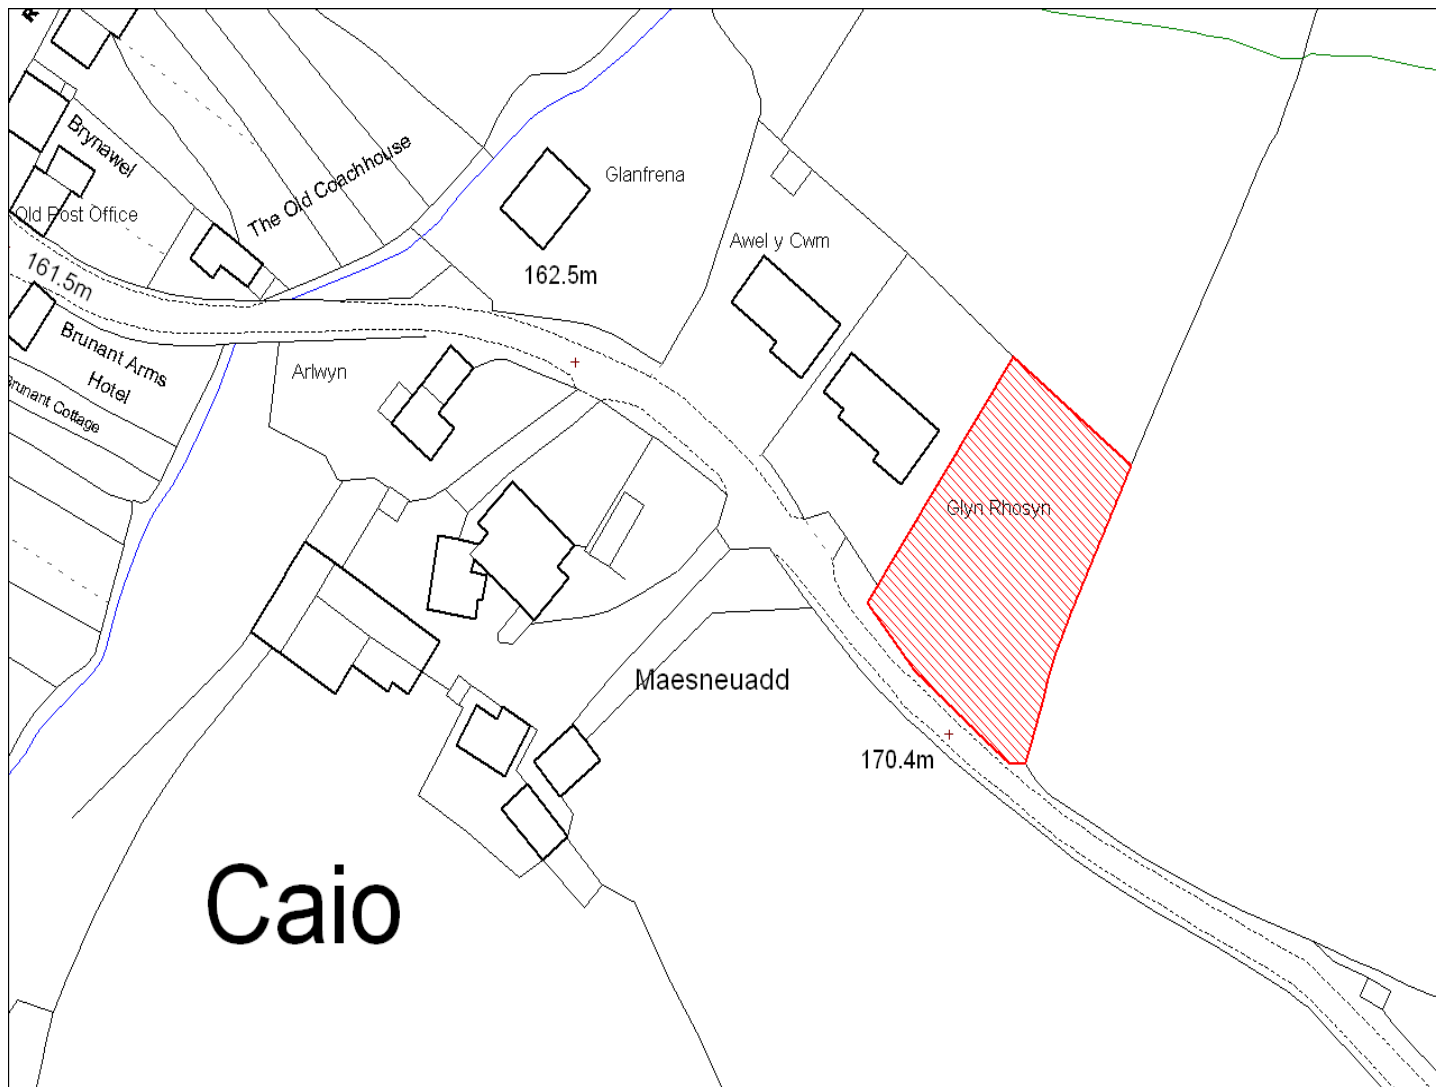 R
Brynawel
The Old Coachhouse
Glanfrena
Old Post Office
Awel y Cwm
161.5m
162.5m
Brunant Arms
Hotel
Arlwyn
Brunant Cottage
Glyn Rhosyn
Maesneuadd
170.4m
Caio